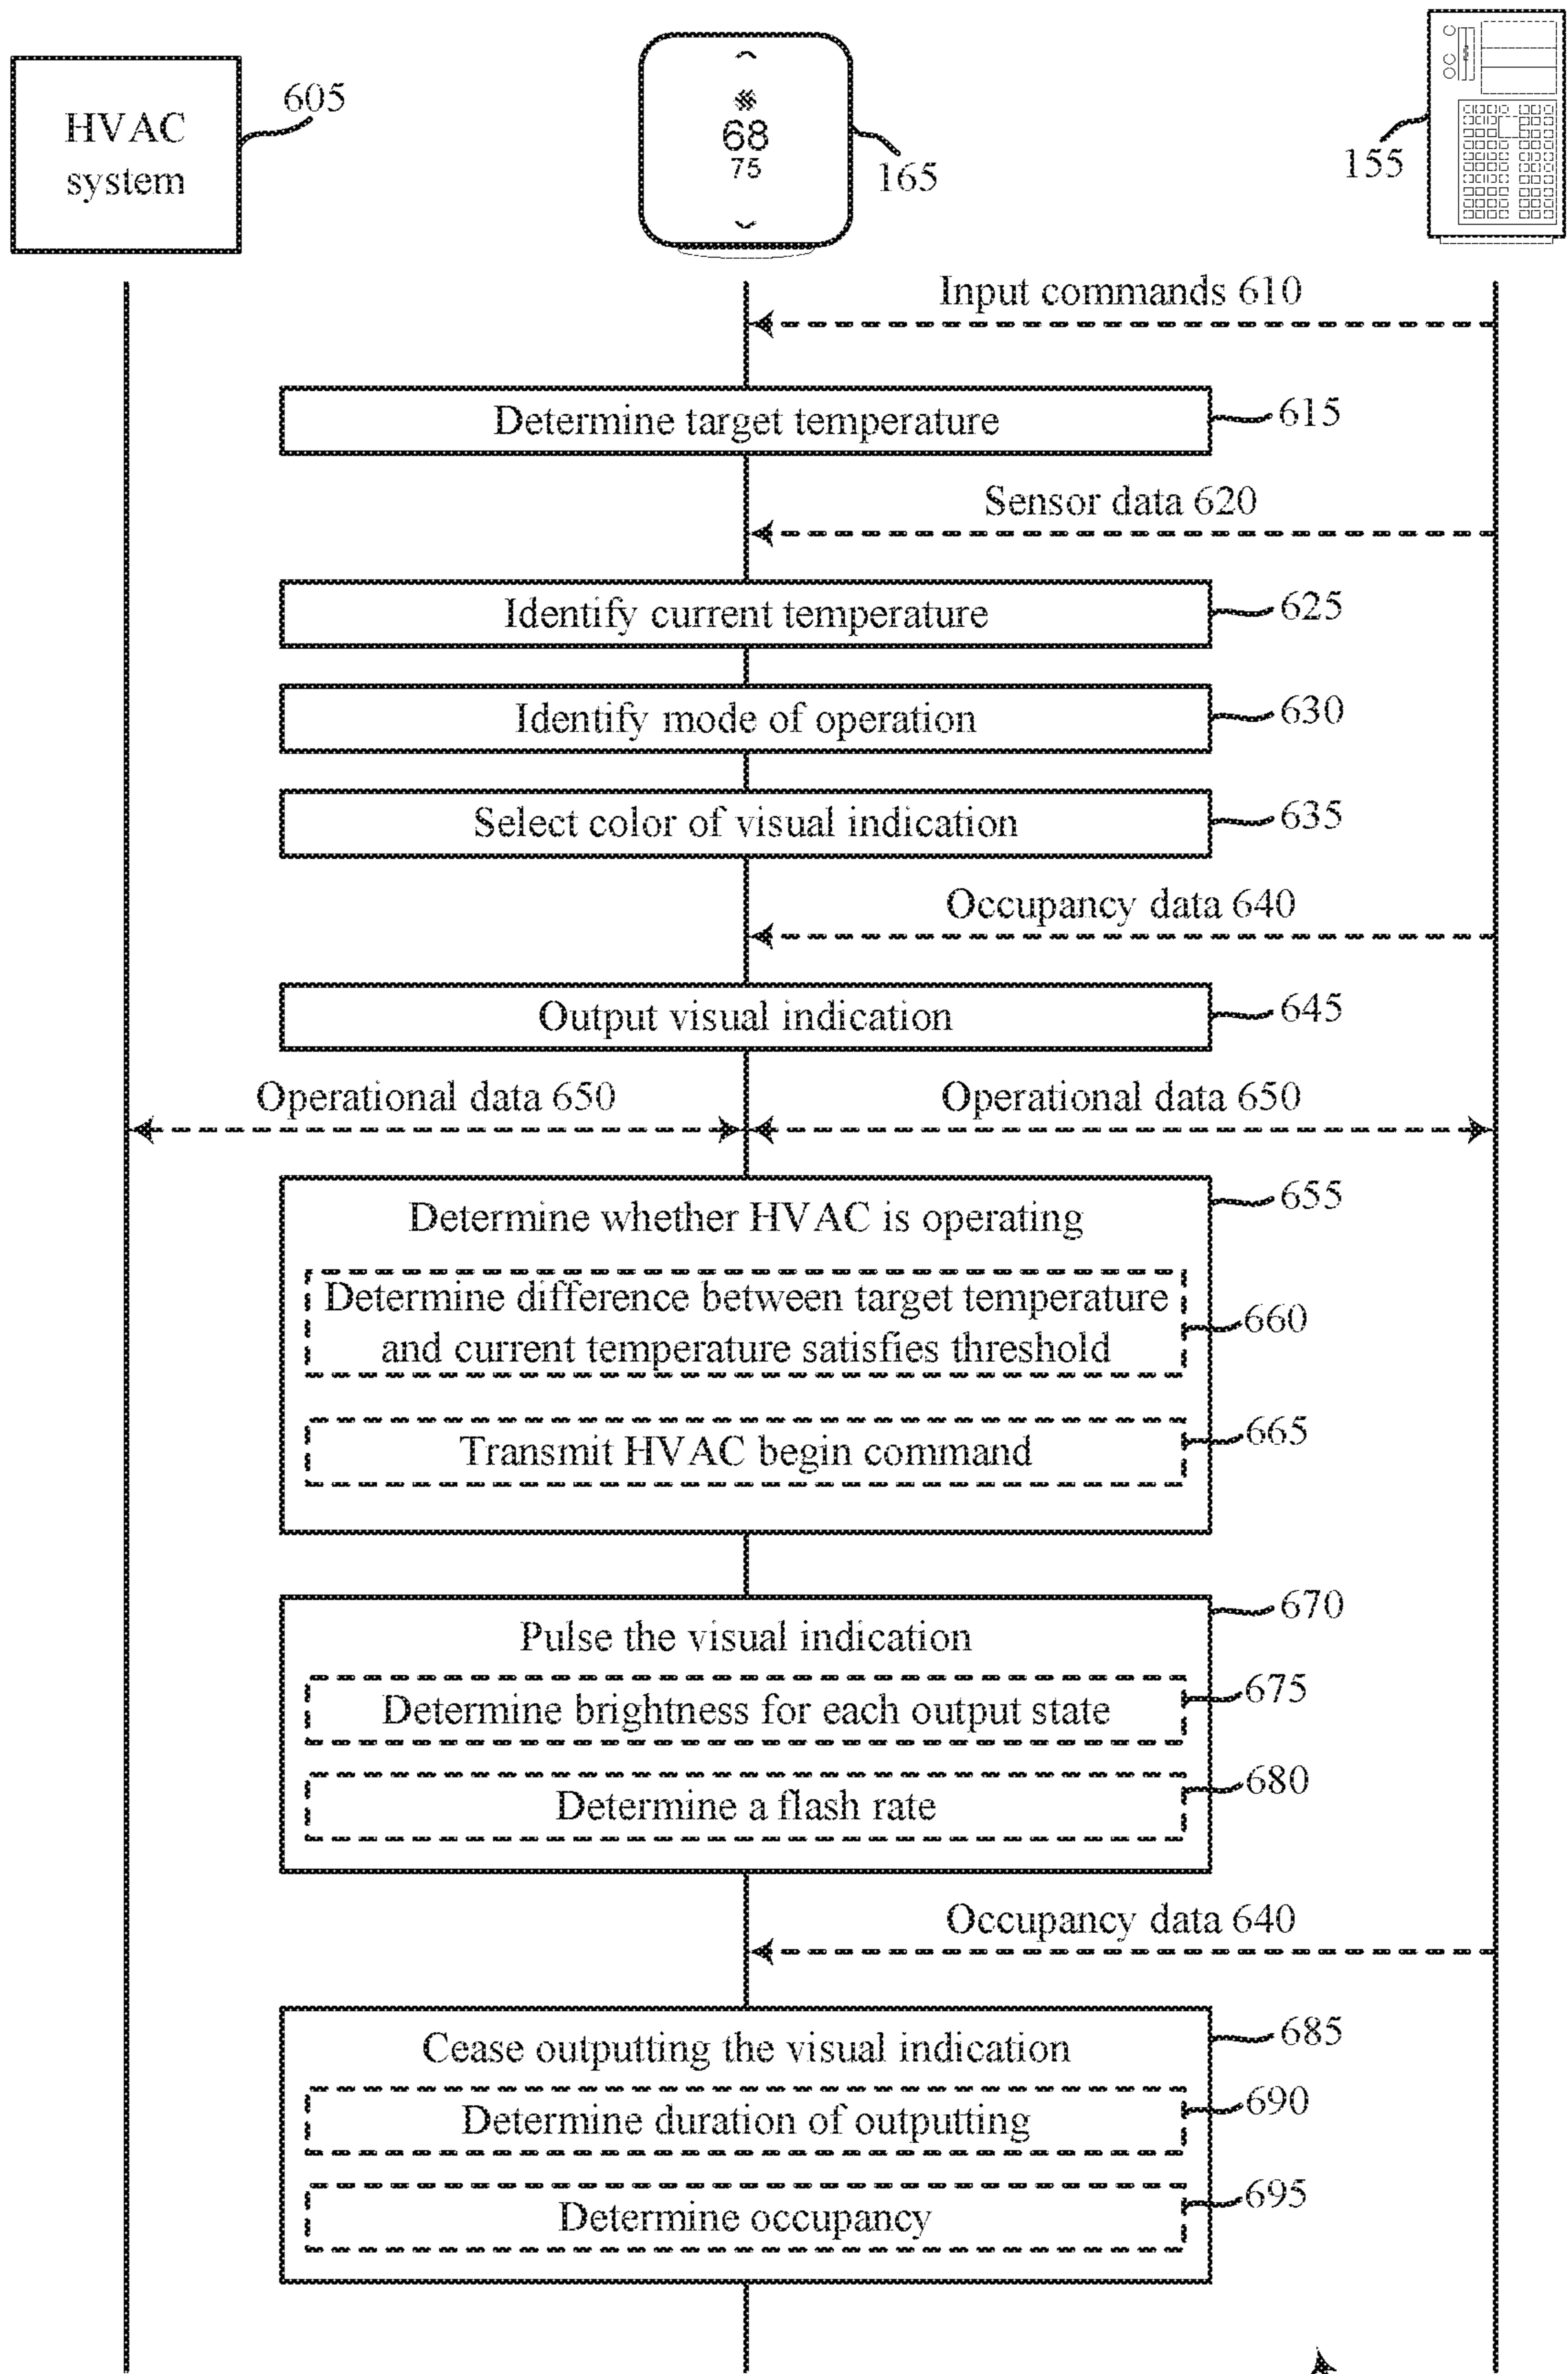 HVAC
system
605
68
75
165
155
Input commands 610
Determine target temperature
615
Sensor data 620
Identify current temperature
625
Identify mode of operation
630
Select color of visual indication
635
Occupancy data 640
Output visual indication
645
Operational data 650
Operational data 650
Determine whether HVAC is operating
655
Determine difference between target temperature
and current temperature satisfies threshold
660
Transmit HVAC begin command
665
Pulse the visual indication
670
Determine brightness for each output state
675
Determine a flash rate
680
Occupancy data 640
Cease outputting the visual indication
685
Determine duration of outputting
690
Determine occupancy
695